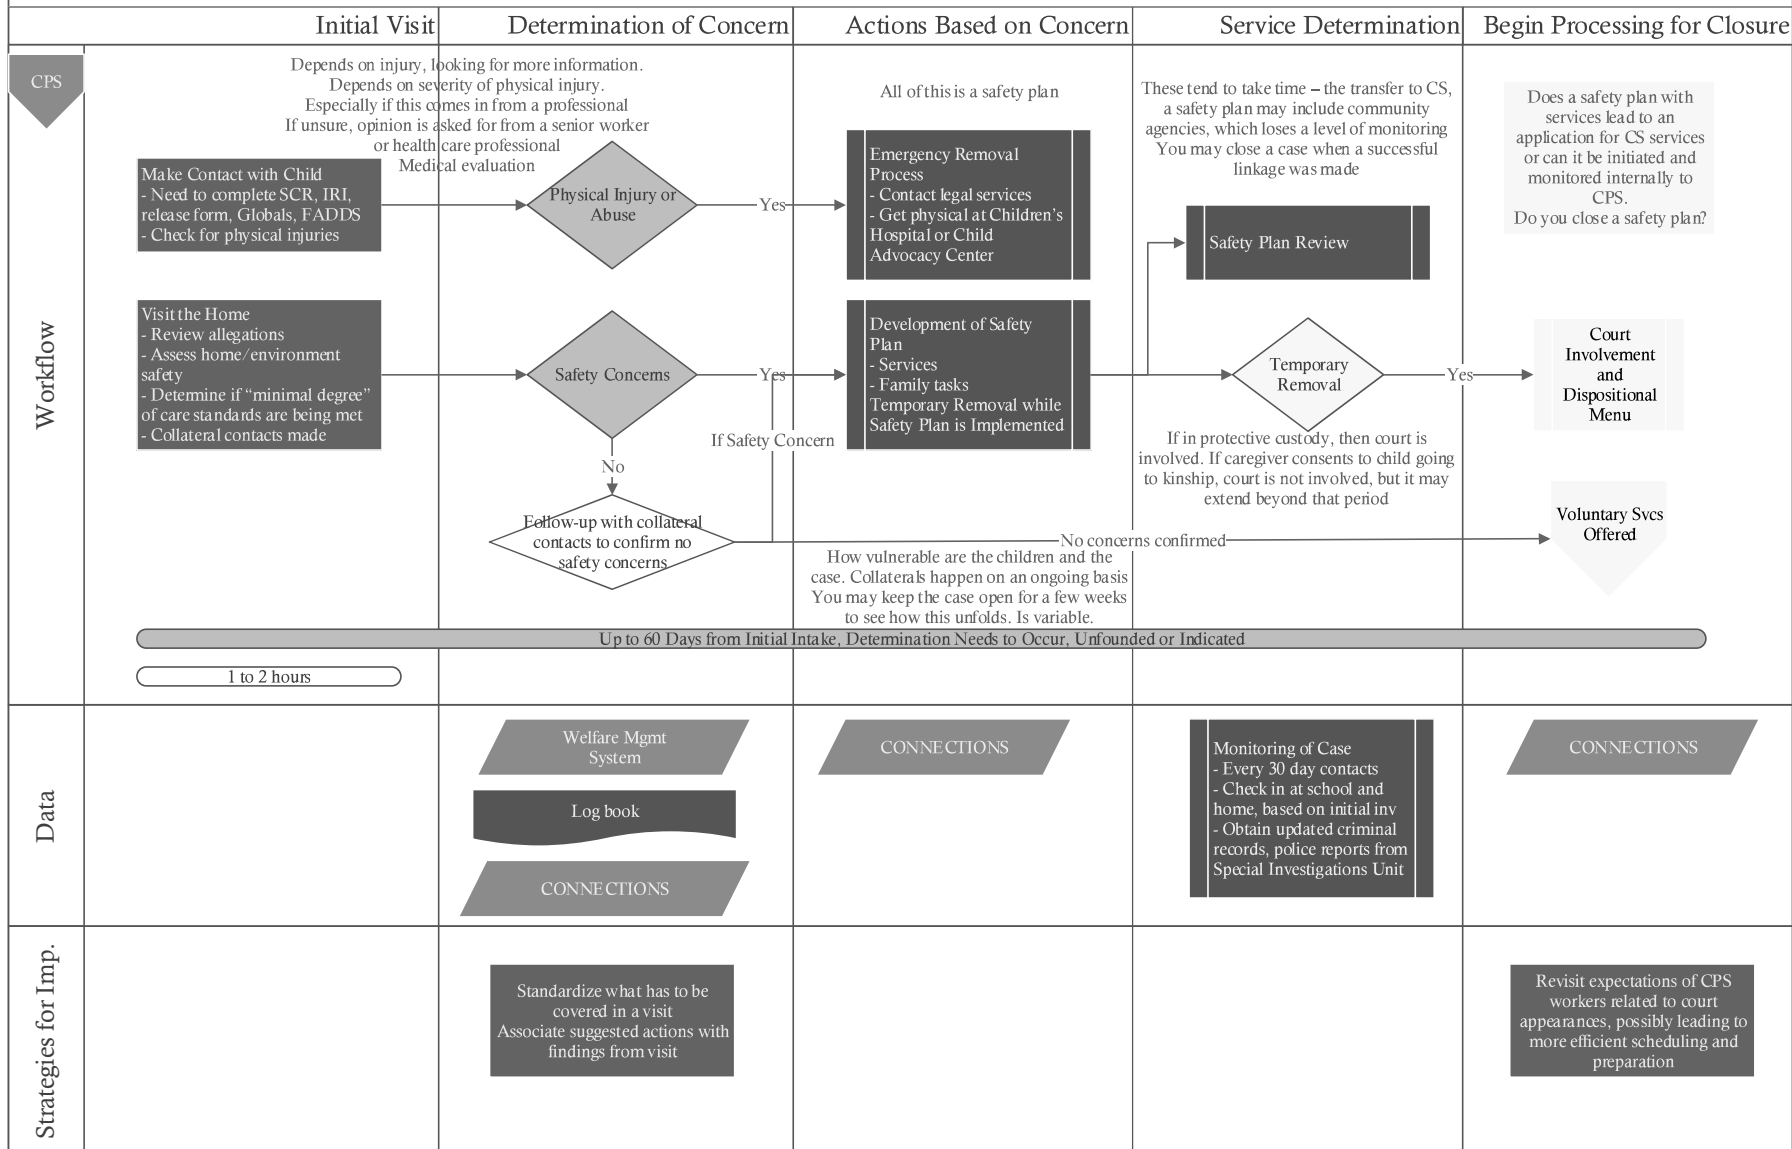 Initial Visit
Determination of Concern
Actions Based on Concern
Service Determination
Begin Processing for Closure
CPS
Workflow
Depends on injury, looking for more information.
Depends on severity of physical injury.
Especially if this comes in from a professional
If unsure, opinion is asked for from a senior worker
or health care professional
Medical evaluation
Make Contact with Child
- Need to complete SCR, IRI,
release form, Globals, FADDS
- Check for physical injuries
Physical Injury or
Abuse
Yes
All of this is a safety plan
Emergency Removal
Process
- Contact legal services
- Get physical at Children's
Hospital or Child
Advocacy Center
These tend to take time – the transfer to CS,
a safety plan may include community
agencies, which loses a level of monitoring
You may close a case when a successful
linkage was made
Safety Plan Review
Does a safety plan with
services lead to an
application for CS services
or can it be initiated and
monitored internally to
CPS.
Do you close a safety plan?
Visit the Home
- Review allegations
- Assess home/environment
safety
- Determine if “minimal degree”
of care standards are being met
- Collateral contacts made
Safety Concerns
Yes
No
If Safety Concern
Development of Safety
Plan
- Services
- Family tasks
Temporary Removal while
Safety Plan is Implemented
Temporary
Removal
Yes
Court
Involvement
and
Dispositional
Menu
If in protective custody, then court is
involved. If caregiver consents to child going
to kinship, court is not involved, but it may
extend beyond that period
Follow-up with collateral
contacts to confirm no
safety concerns
No concerns confirmed
Voluntary Svcs
Offered
How vulnerable are the children and the
case. Collaterals happen on an ongoing basis
You may keep the case open for a few weeks
to see how this unfolds. Is variable.
Up to 60 Days from Initial Intake, Determination Needs to Occur, Unfounded or Indicated
1 to 2 hours
Data
Welfare Mgmt
System
Log book
CONNECTIONS
CONNECTIONS
Monitoring of Case
- Every 30 day contacts
- Check in at school and
home, based on initial inv
- Obtain updated criminal
records, police reports from
Special Investigations Unit
CONNECTIONS
Strategies for Imp.
Standardize what has to be
covered in a visit
Associate suggested actions with
findings from visit
Revisit expectations of CPS
workers related to court
appearances, possibly leading to
more efficient scheduling and
preparation